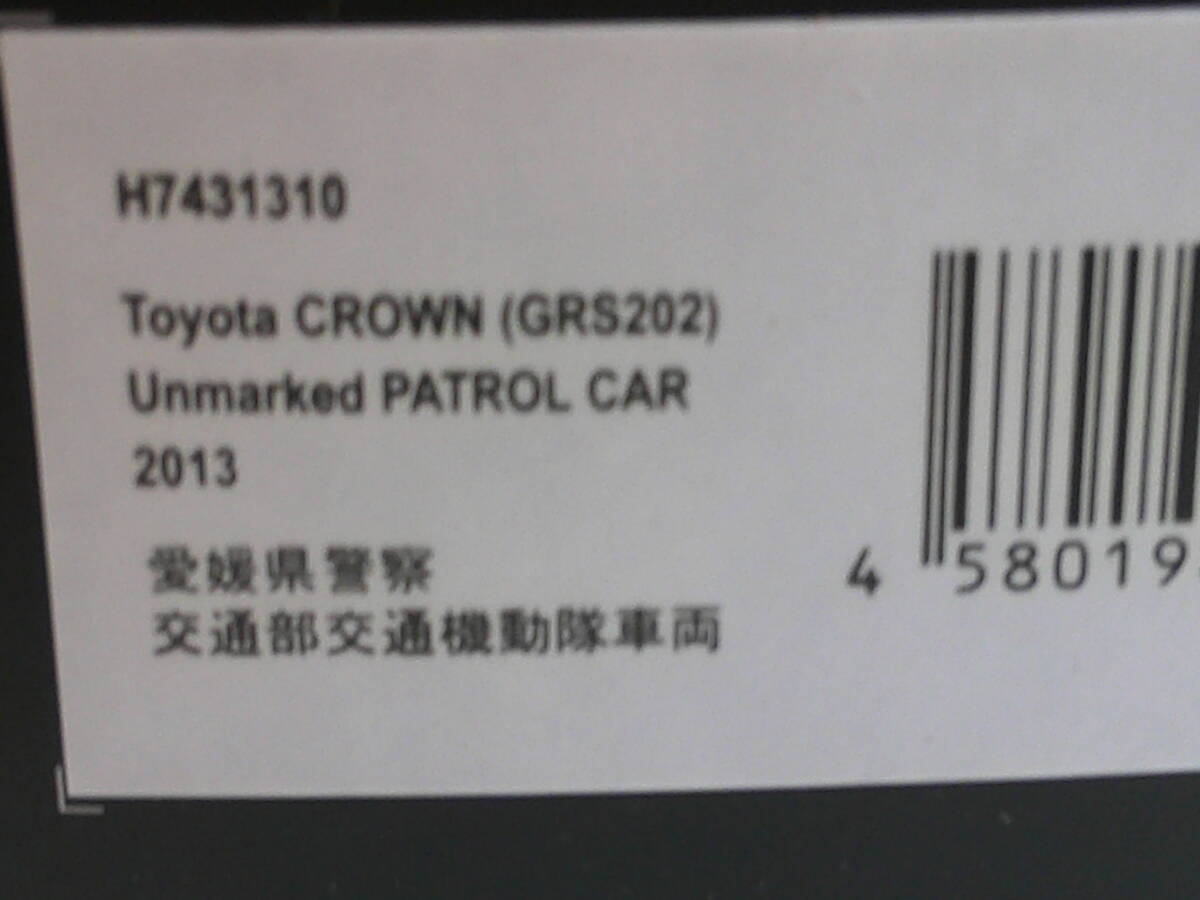 H7431310
Toyota CROWN (GRS202)
Unmarked PATROL CAR
2013
愛媛県警察
交通部交通機動隊車両
4 58019